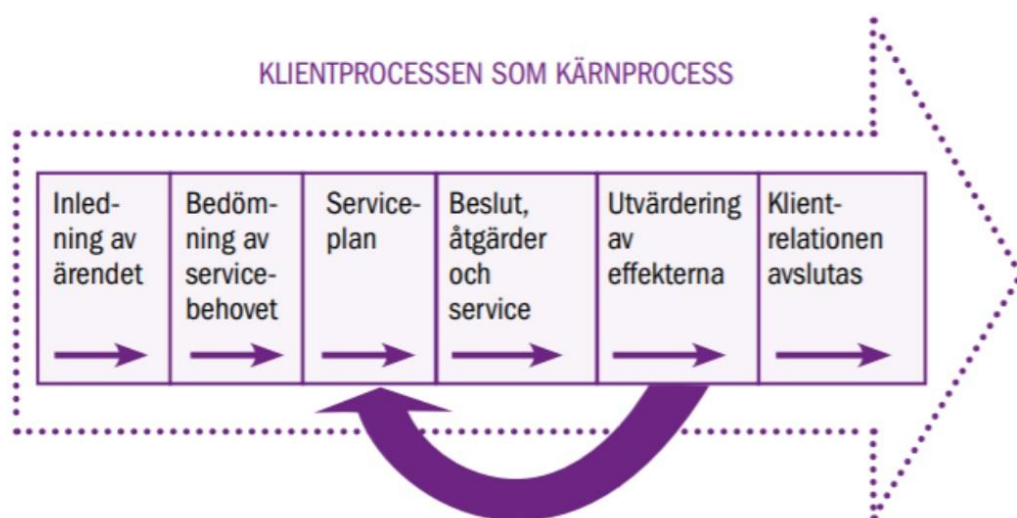 KLIENTPROCESSEN SOM KÄRNPROCESS
Inled-
ning av
ärendet
Bedöm-
ning av
service-
behovet
Service-
plan
Beslut,
åtgärder
och
service
Utvärdering
av
effekterna
Klient-
relationen
avslutas